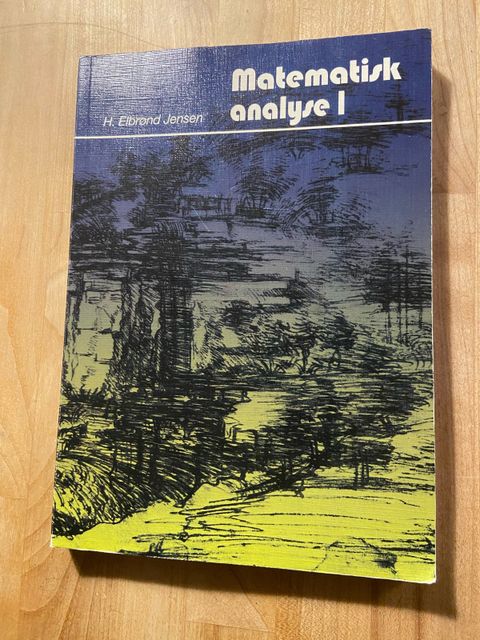 Matematisk
analyse I
H. Elbrønd Jensen